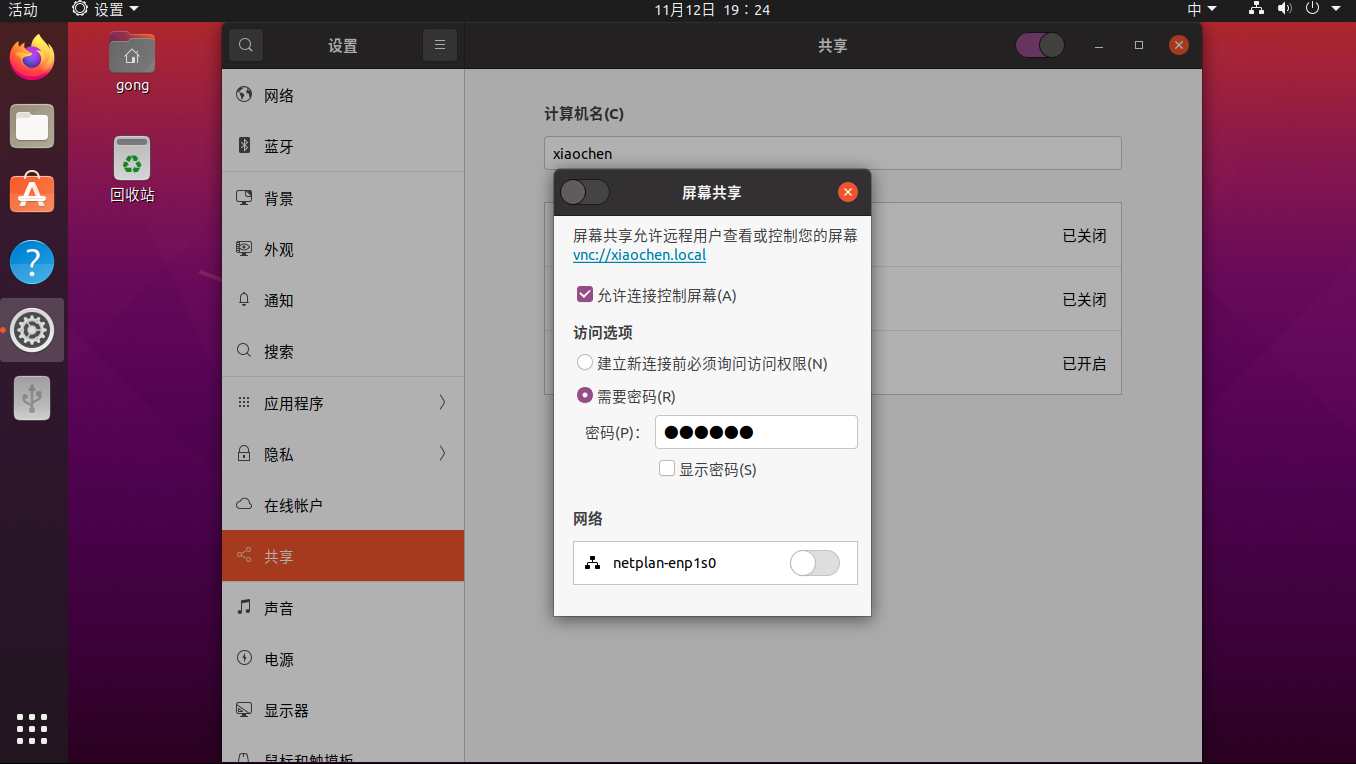 活动
设置
11月12日 19：24
中
gong
回收站
设置
共享
网络
蓝牙
背景
外观
通知
搜索
应用程序
隐私
在线帐户
共享
声音
电源
显示器
鼠标和触摸板
计算机名(C)
xiaochen
已关闭
已关闭
已开启
屏幕共享
屏幕共享允许远程用户查看或控制您的屏幕
vnc://xiaochen.local
允许连接控制屏幕(A)
访问选项
建立新连接前必须询问访问权限(N)
需要密码(R)
密码(P)：
●●●●●●
显示密码(S)
网络
netplan-enp1s0